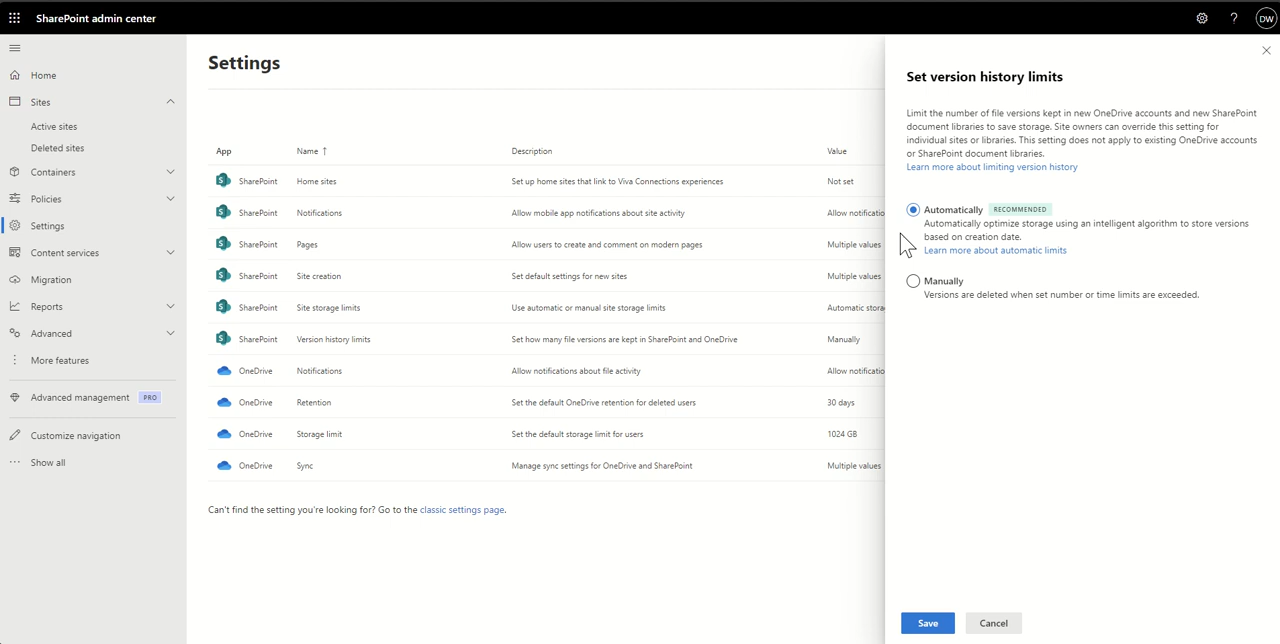 SharePoint admin center
?
DW
Home
Sites
Active sites
Deleted sites
Containers
Policies
Settings
Content services
Migration
Reports
Advanced
More features
Advanced management PRO
Customize navigation
Show all
Settings
App Name ↑ Description Value
SharePoint Home sites Set up home sites that link to Viva Connections experiences Not set
SharePoint Notifications Allow mobile app notifications about site activity Allow notificatio
SharePoint Pages Allow users to create and comment on modern pages Multiple values
SharePoint Site creation Set default settings for new sites Multiple values
SharePoint Site storage limits Use automatic or manual site storage limits Automatic stora
SharePoint Version history limits Set how many file versions are kept in SharePoint and OneDrive Manually
OneDrive Notifications Allow notifications about file activity Allow notificatio
OneDrive Retention Set the default OneDrive retention for deleted users 30 days
OneDrive Storage limit Set the default storage limit for users 1024 GB
OneDrive Sync Manage sync settings for OneDrive and SharePoint Multiple values
Can't find the setting you're looking for? Go to the classic settings page.
Set version history limits
Limit the number of file versions kept in new OneDrive accounts and new SharePoint
document libraries to save storage. Site owners can override this setting for
individual sites or libraries. This setting does not apply to existing OneDrive accounts
or SharePoint document libraries.
Learn more about limiting version history
Automatically RECOMMENDED
Automatically optimize storage using an intelligent algorithm to store versions
based on creation date.
Learn more about automatic limits
Manually
Versions are deleted when set number or time limits are exceeded.
Save Cancel